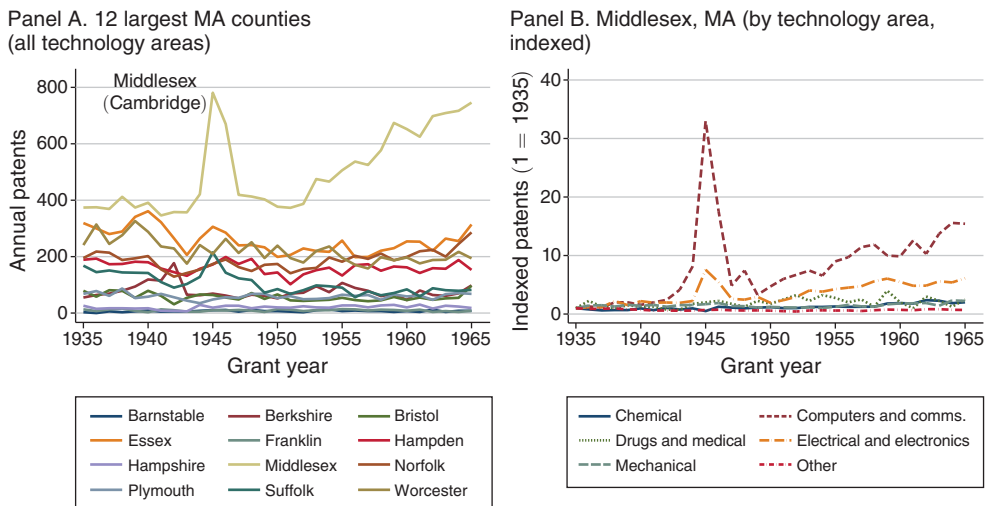 Panel A. 12 largest MA counties
(all technology areas)
Middlesex
(Cambridge)
800
600
400
200
0
Annual patents
1935 1940 1945 1950 1955 1960 1965
Grant year
Barnstable Berkshire Bristol
Essex Franklin Hampden
Hampshire Middlesex Norfolk
Plymouth Suffolk Worcester
Panel B. Middlesex, MA (by technology area,
indexed)
40
30
20
10
0
Indexed patents (1 = 1935)
1935 1940 1945 1950 1955 1960 1965
Grant year
Chemical Computers and comms.
Drugs and medical Electrical and electronics
Mechanical Other